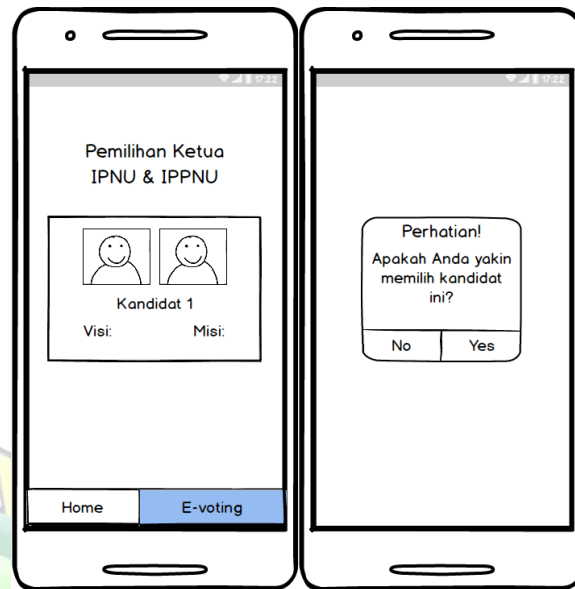 17.22
Pemilihan Ketua
IPNU & IPPNU
Kandidat 1
Visi: Misi:
Home E-voting
17.22
Perhatian!
Apakah Anda yakin
memilih kandidat
ini?
No Yes